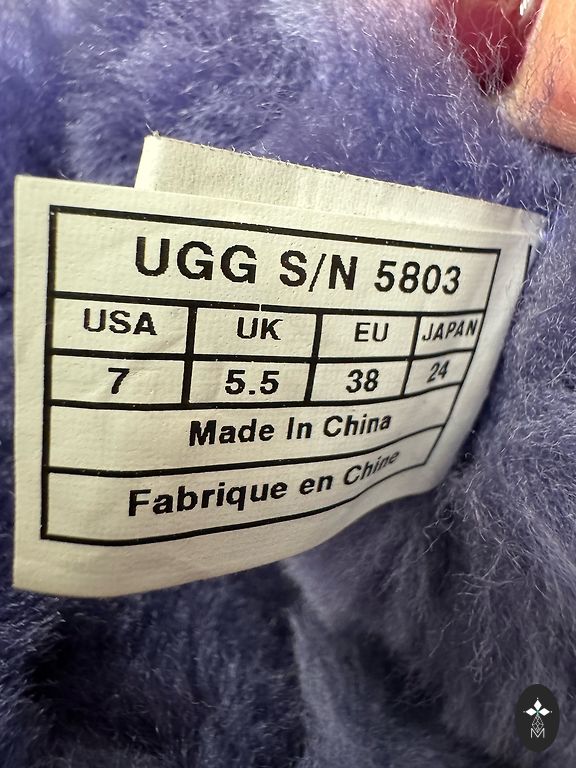 UGG S/N 5803
USA UK EU JAPAN
7 5.5 38 24
Made In China
Fabrique en Chine
M